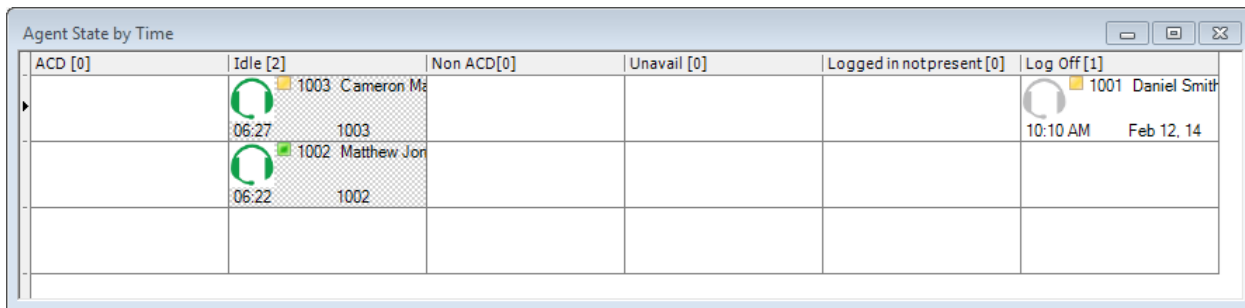 Agent State by Time
ACD [0] Idle [2] Non ACD[0] Unavail [0] Logged in not present [0] Log Off [1]
1003 Cameron Ma 1001 Daniel Smith
06:27 1003 10:10 AM Feb 12, 14
1002 Matthew Jon
06:22 1002